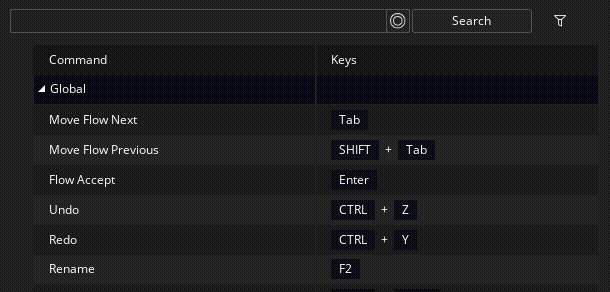 Search
Command Keys
Global
Move Flow Next Tab
Move Flow Previous SHIFT + Tab
Flow Accept Enter
Undo CTRL + Z
Redo CTRL + Y
Rename F2